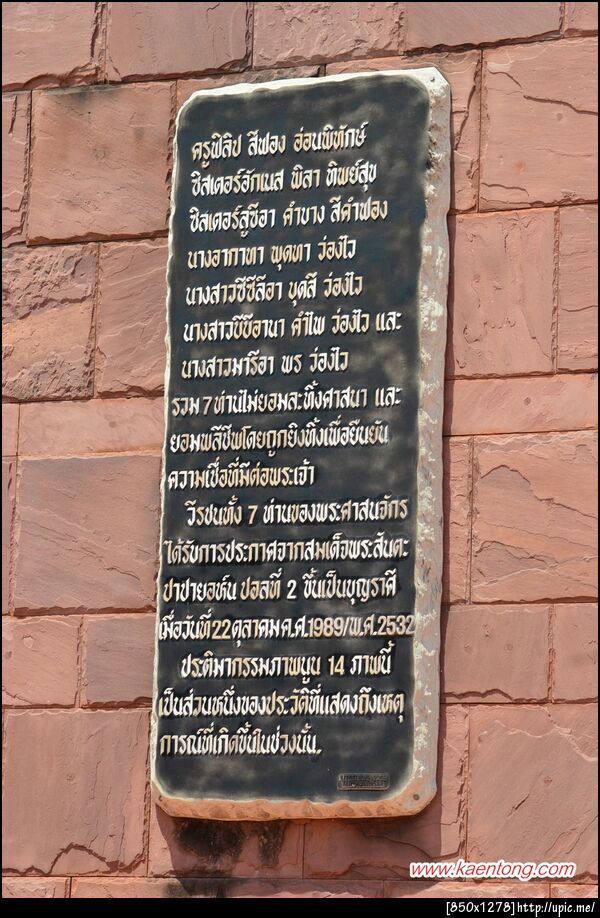 ครูฟิลิป สีฟอง อ่อนพิทักษ์
ซิสเตอร์อักแนส พิลา ทิพย์สุข
ซิสเตอร์ลูซีอา คำบาง สีคำฟอง
นางอากาทา พุดทา ว่องไว
นางสาวซีซีลีอา บุดสี ว่องไว
นางสาวบีบีอานา คำไพ ว่องไว และ
นางสาวมารีอา พร ว่องไว
รวม 7 ท่านไม่ยอมละทิ้งศาสนา และ
ยอมพลีชีพโดยถูกยิงทิ้งเพื่อยืนยัน
ความเชื่อที่มีต่อพระเจ้า
วีรชนทั้ง 7 ท่านของพระศาสนจักร
ได้รับการประกาศจากสมเด็จพระสันตะ
ปาปายอห์น ปอลที่ 2 ขึ้นเป็นบุญราศี
เมื่อวันที่ 22 ตุลาคม ค.ศ. 1989/พ.ศ. 2532
ประติมากรรมภาพนูน 14 ภาพนี้
เป็นส่วนหนึ่งของประวัติที่แสดงถึงเหตุ
การณ์ที่เกิดขึ้นในช่วงนั้น.
www.kaentong.com
[850x1278]http://upic.me/